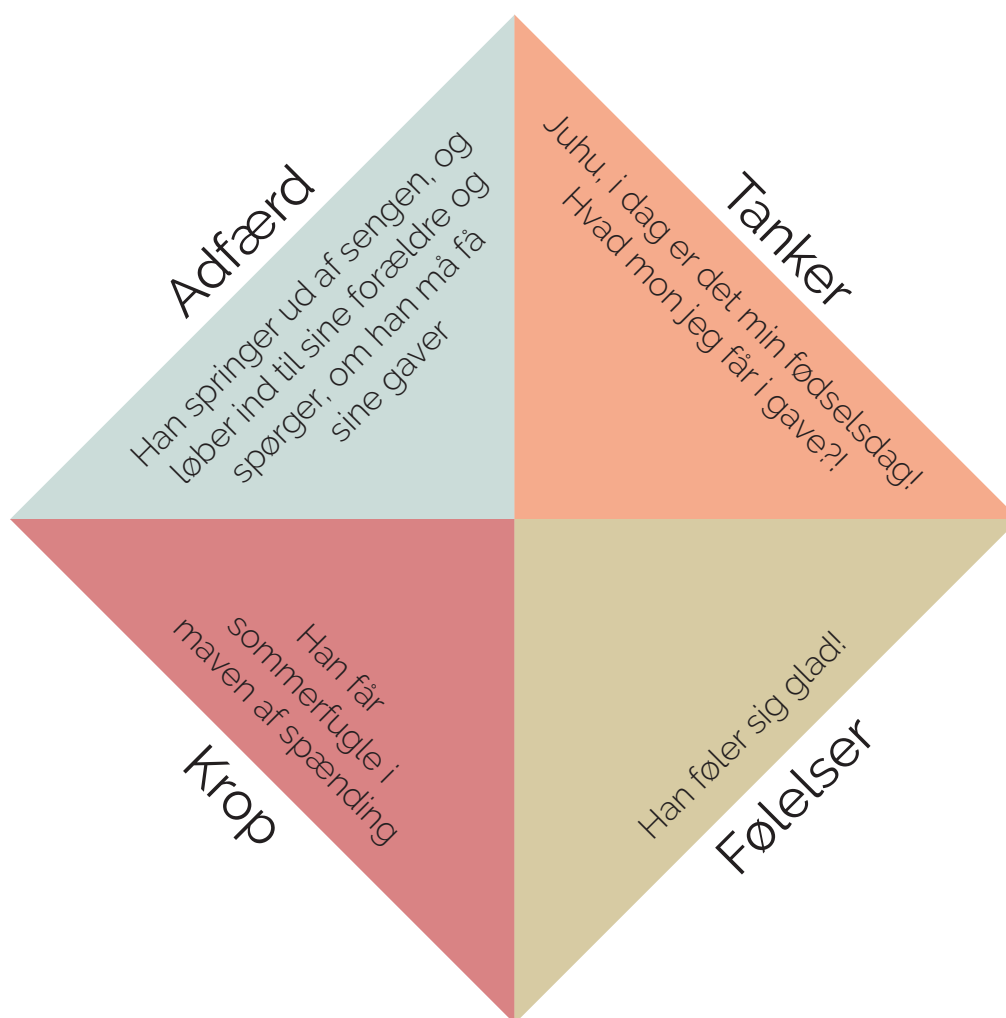 Adfærd
Han springer ud af sengen, og
løber ind til sine forældre og
spørger, om han må få
sine gaver
Tanker
Juhu, i dag er det min fødselsdag!
Hvad mon jeg får i gave?!
Krop
Han får
sommerfugle i
maven af spænding
Følelser
Han føler sig glad!